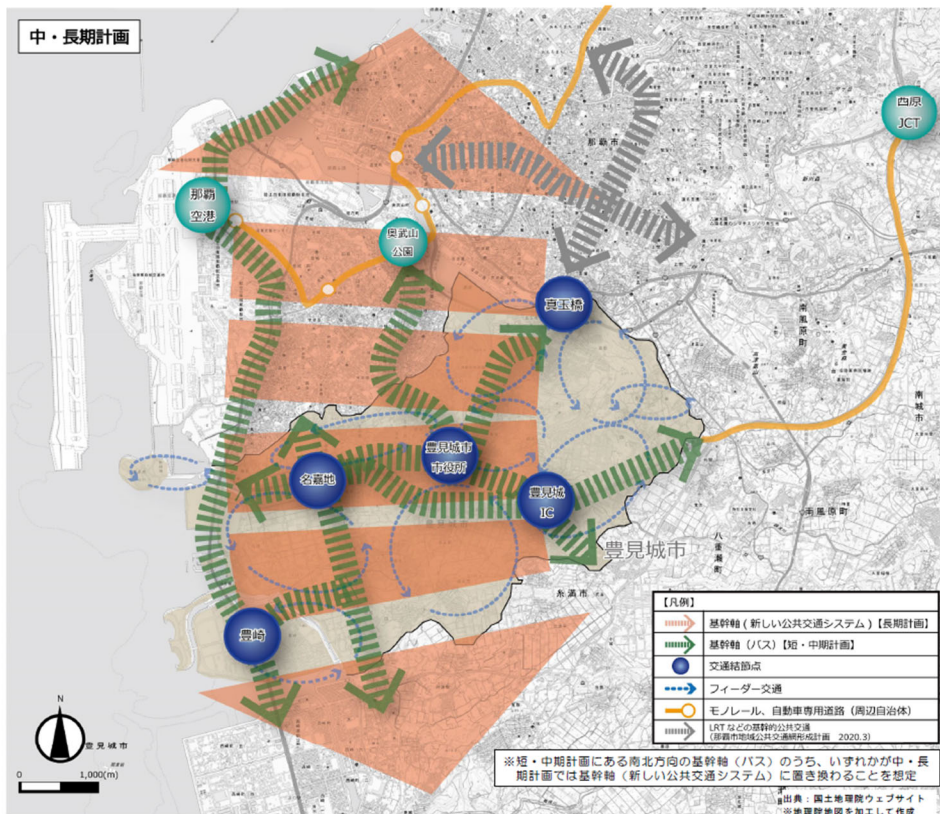 中・長期計画
西原
JCT
那覇市
那覇
空港
奥武山
公園
真玉橋
南風原町
南城市
豊見城市
市役所
名嘉地
豊見城
IC
南風原町
豊見城市
八重瀬町
糸満市
豊崎
【凡例】
基幹軸(新しい公共交通システム)【長期計画】
基幹軸(バス)【短・中期計画】
交通結節点
フィーダー交通
モノレール、自動車専用道路(周辺自治体)
LRTなどの基幹的公共交通
(那覇市地域公共交通網形成計画 2020.3)
N
豊見城市
0 1,000(m)
※短・中期計画にある南北方向の基幹軸(バス)のうち、いずれかが中・長
期計画では基幹軸(新しい公共交通システム)に置き換わることを想定
出典:国土地理院ウェブサイト
※地理院地図を加工して作成